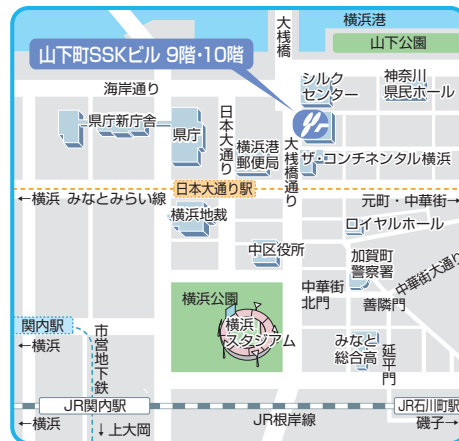 横浜港
大桟橋
山下公園
山下町SSKビル 9階・10階
シルク
センター
神奈川
県民ホール
海岸通り
県庁新庁舎
県庁
日本大通り
横浜港
郵便局
大桟橋通り
ザ・コンチネンタル横浜
日本大通り駅
←横浜 みなとみらい線
元町・中華街→
横浜地裁
ロイヤルホール
中区役所
加賀町
警察署
中華街大通り
中華街
北門
善隣門
横浜公園
関内駅
←横浜
市営地下鉄
横浜
スタジアム
みなと
総合高
延平門
JR関内駅
JR石川町駅
←横浜
↓上大岡
JR根岸線
磯子→